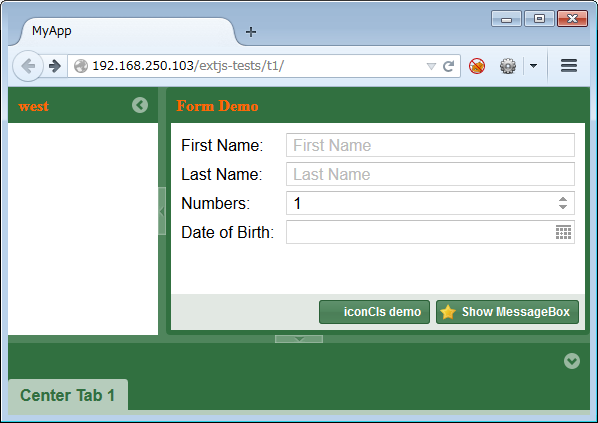 MyApp
192.168.250.103/extjs-tests/t1/
west
Form Demo
First Name: First Name
Last Name: Last Name
Numbers: 1
Date of Birth:
iconCls demo Show MessageBox
Center Tab 1